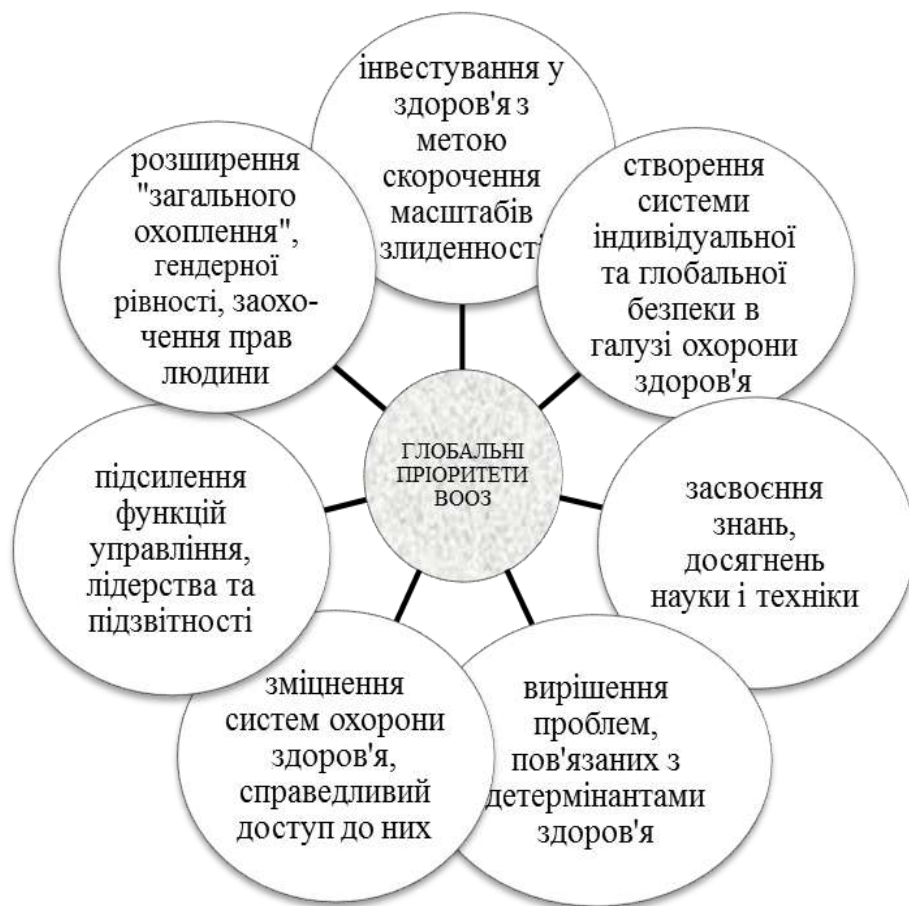 інвестування у
здоров'я з
метою
скорочення
масштабів
злиденності
створення
системи
індивідуальної
та глобальної
безпеки в
галузі охорони
здоров'я
засвоєння
знань,
досягнень
науки і техніки
вирішення
проблем,
пов'язаних з
детермінантами
здоров'я
зміцнення
систем охорони
здоров'я,
справедливий
доступ до них
підсилення
функцій
управління,
лідерства та
підзвітності
розширення
"загального
охоплення",
гендерної
рівності, заохо-
чення прав
людини
ГЛОБАЛЬНІ
ПРІОРИТЕТИ
ВООЗ